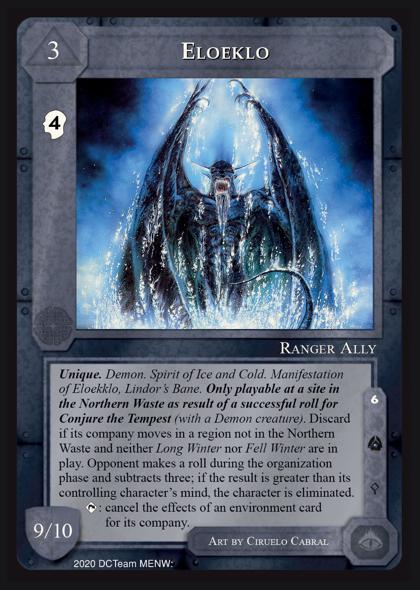 3
ELOEKLO
4
RANGER ALLY
Unique. Demon. Spirit of Ice and Cold. Manifestation
of Eloekklo, Lindor's Bane. Only playable at a site
in the Northern Waste as result of a successful roll for
Conjure the Tempest (with a Demon creature). Discard
if its company moves in a region not in the Northern
Waste and neither Long Winter nor Fell Winter are in
play. Opponent makes a roll during the organization
phase and subtracts three; if the result is greater than its
controlling character's mind, the character is eliminated.
: cancel the effects of an environment card
for its company.
6
9/10
ART BY CIRUELO CABRAL
2020 DCTeam MENW: